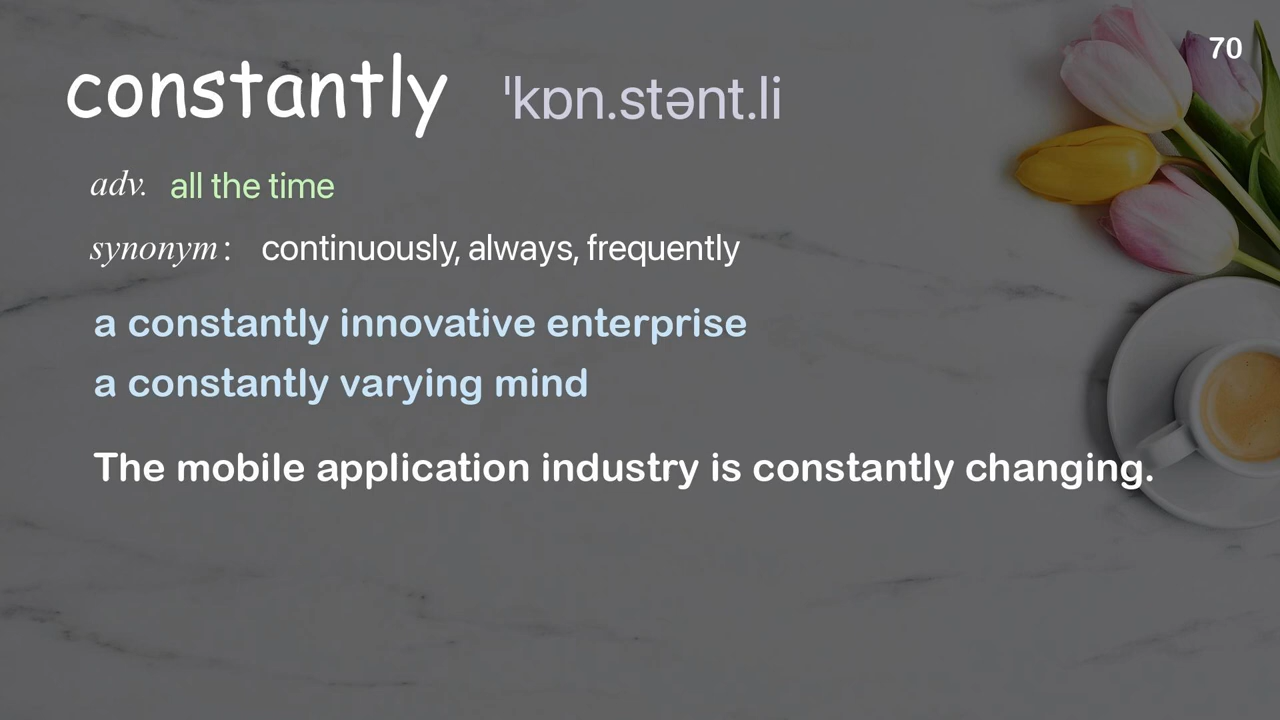 70
constantly ˈkɒn.stənt.li
adv. all the time
synonym: continuously, always, frequently
a constantly innovative enterprise
a constantly varying mind
The mobile application industry is constantly changing.